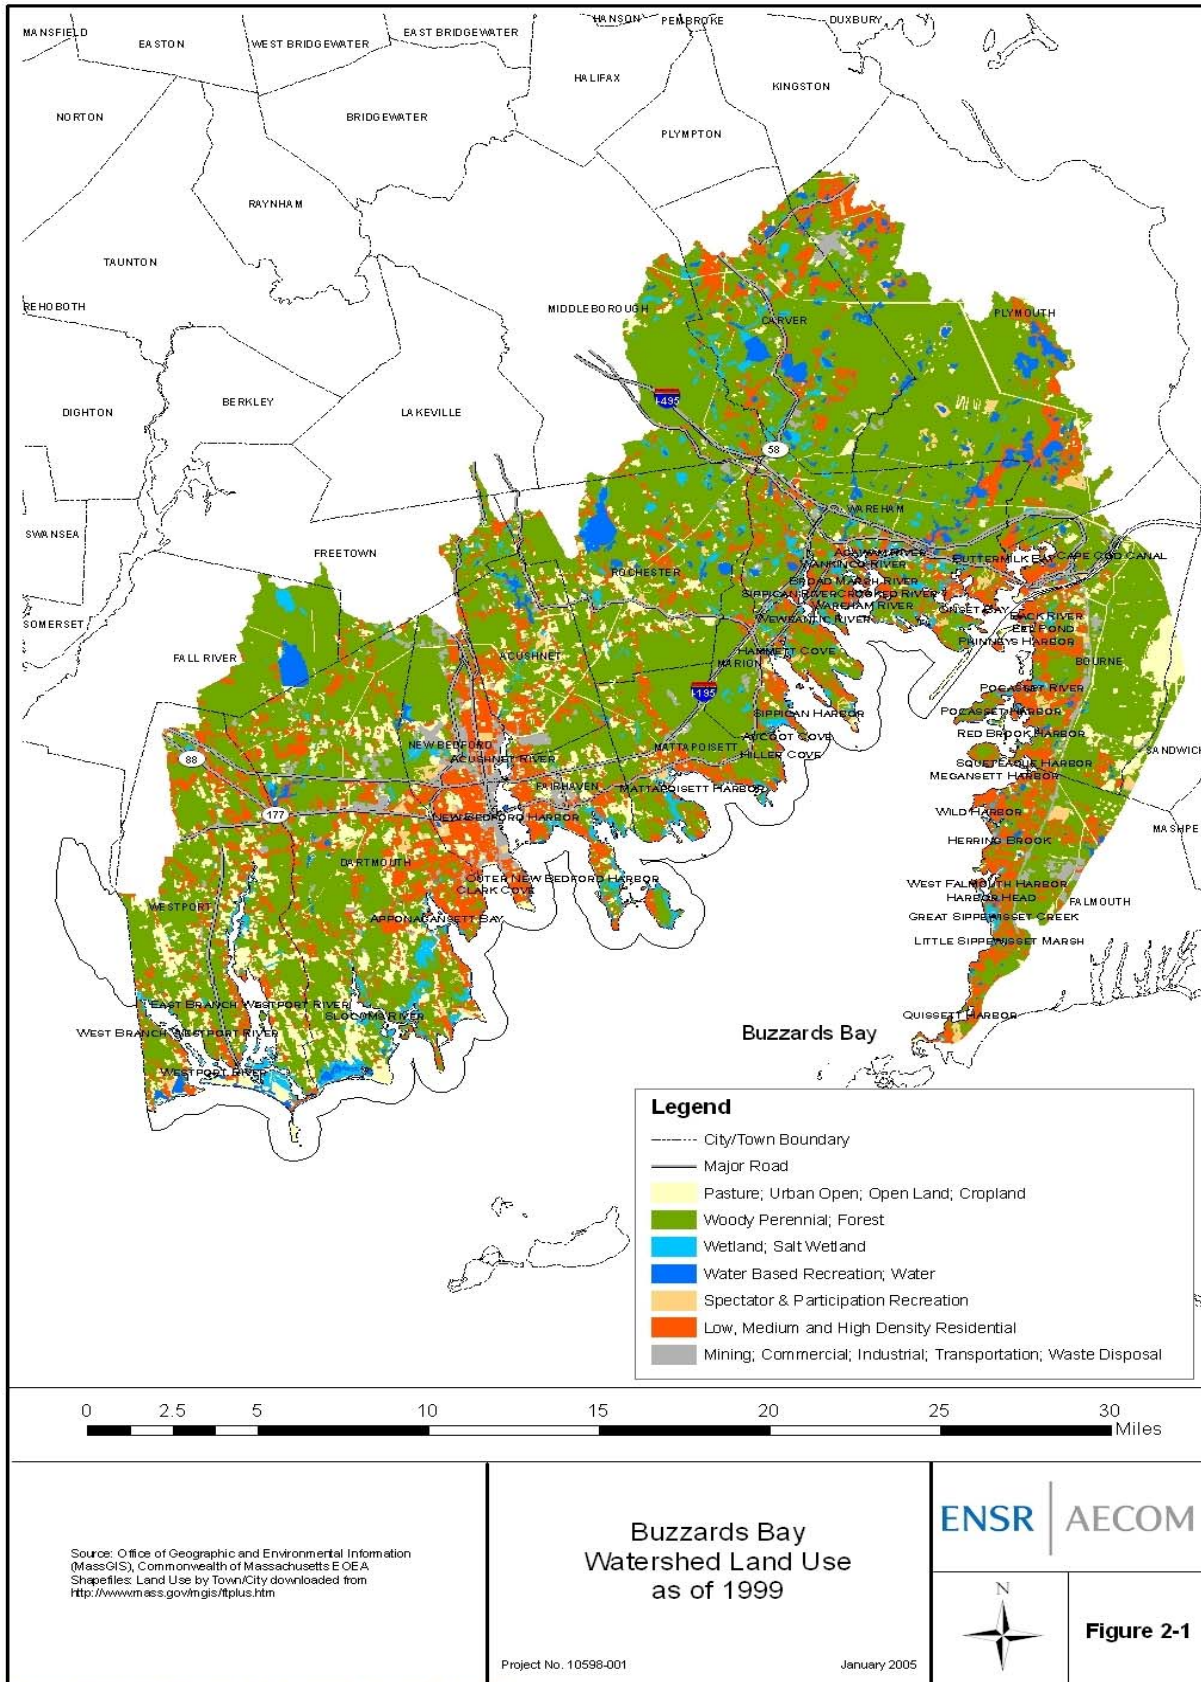 HANSON
PEMBROKE
DUXBURY
MANSFIELD
EASTON
WEST BRIDGEWATER
EAST BRIDGEWATER
HALIFAX
KINGSTON
NORTON
BRIDGEWATER
PLYMPTON
RAYNHAM
TAUNTON
REHOBOTH
MIDDLEBOROUGH
CARVER
PLYMOUTH
DIGHTON
BERKLEY
LAKEVILLE
I-495
58
SWANSEA
FREETOWN
WAREHAM
AGAWAM RIVER
BUTTERMILK BAY
CAPE COD CANAL
WANKINCO RIVER
ROCHESTER
BROAD MARSH RIVER
SIPPICAN RIVER
CROOKED RIVER
WAREHAM RIVER
ONSET BAY
BACK RIVER
WEWEANTIC RIVER
EEL POND
PHINNEYS HARBOR
SOMERSET
FALL RIVER
ACUSHNET
HAMMETT COVE
MARION
BOURNE
I-195
POCASSET RIVER
SIPPICAN HARBOR
POCASSET HARBOR
RED BROOK HARBOR
AUCOOT COVE
NEW BEDFORD
MATTAPOISETT
HILLER COVE
SANDWICH
88
ACUSHNET RIVER
SQUETEAGUE HARBOR
MEGANSETT HARBOR
FAIRHAVEN
MATTAPOISETT HARBOR
177
NEW BEDFORD HARBOR
WILD HARBOR
MASHPE
HERRING BROOK
DARTMOUTH
OUTER NEW BEDFORD HARBOR
CLARK COVE
WEST FALMOUTH HARBOR
HARBOR HEAD
FALMOUTH
WESTPORT
APPONAGANSETT BAY
GREAT SIPPEWISSET CREEK
LITTLE SIPPEWISSET MARSH
EAST BRANCH WESTPORT RIVER
SLOCUMS RIVER
QUISSETT HARBOR
WEST BRANCH WESTPORT RIVER
Buzzards Bay
WESTPORT RIVER
Legend
City/Town Boundary
Major Road
Pasture; Urban Open; Open Land; Cropland
Woody Perennial; Forest
Wetland; Salt Wetland
Water Based Recreation; Water
Spectator & Participation Recreation
Low, Medium and High Density Residential
Mining; Commercial; Industrial; Transportation; Waste Disposal
0 2.5 5 10 15 20 25 30
Miles
Source: Office of Geographic and Environmental Information
(MassGIS), Commonwealth of Massachusetts EOEA
Shapefiles: Land Use by Town/City downloaded from
http://www.mass.gov/mgis/ftplus.htm
Buzzards Bay
Watershed Land Use
as of 1999
Project No. 10598-001
January 2005
ENSR | AECOM
N
Figure 2-1